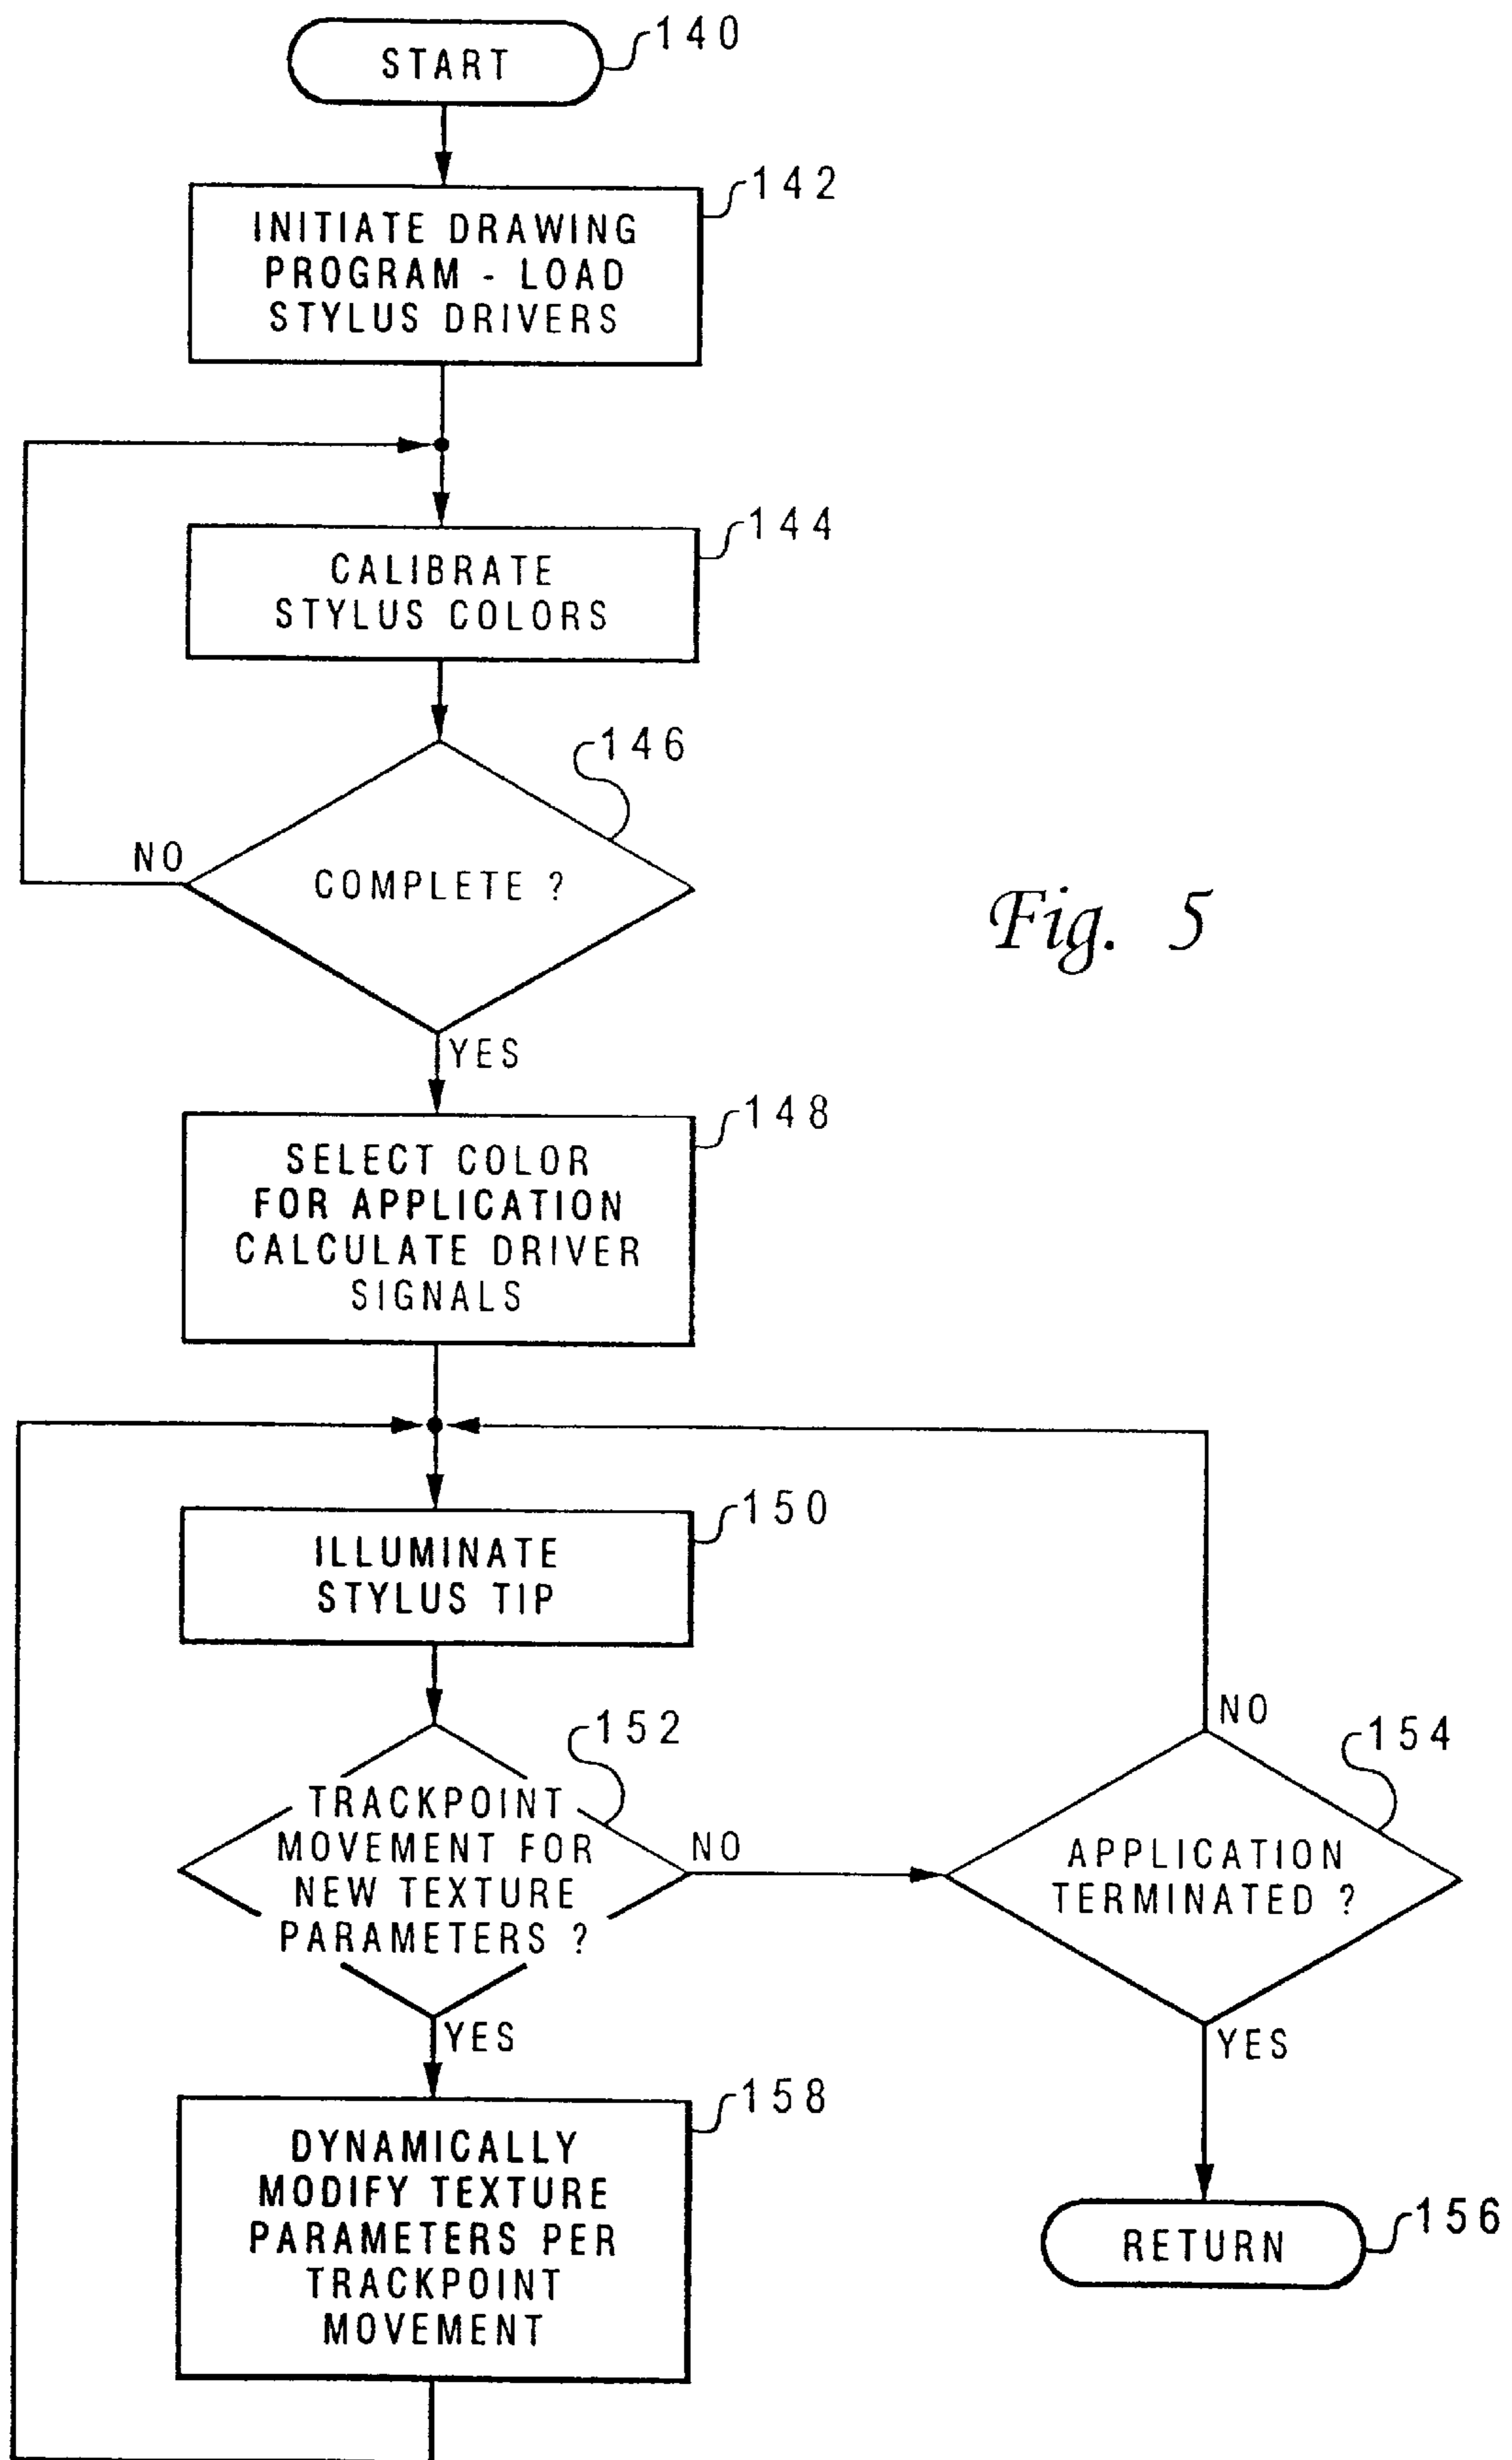 START
140
INITIATE DRAWING
PROGRAM - LOAD
STYLUS DRIVERS
142
CALIBRATE
STYLUS COLORS
144
COMPLETE ?
146
NO
YES
Fig. 5
SELECT COLOR
FOR APPLICATION
CALCULATE DRIVER
SIGNALS
148
ILLUMINATE
STYLUS TIP
150
TRACKPOINT
MOVEMENT FOR
NEW TEXTURE
PARAMETERS ?
152
NO
YES
APPLICATION
TERMINATED ?
154
NO
YES
DYNAMICALLY
MODIFY TEXTURE
PARAMETERS PER
TRACKPOINT
MOVEMENT
158
RETURN
156